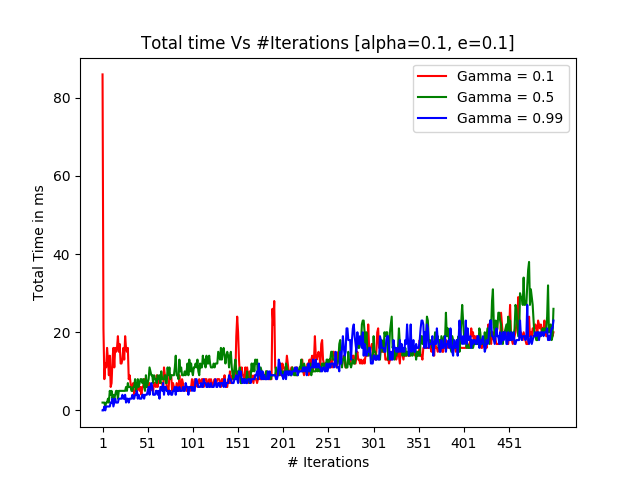 Total time Vs #Iterations [alpha=0.1, e=0.1]
Gamma = 0.1
Gamma = 0.5
Gamma = 0.99
Total Time in ms
80
60
40
20
0
1 51 101 151 201 251 301 351 401 451
# Iterations